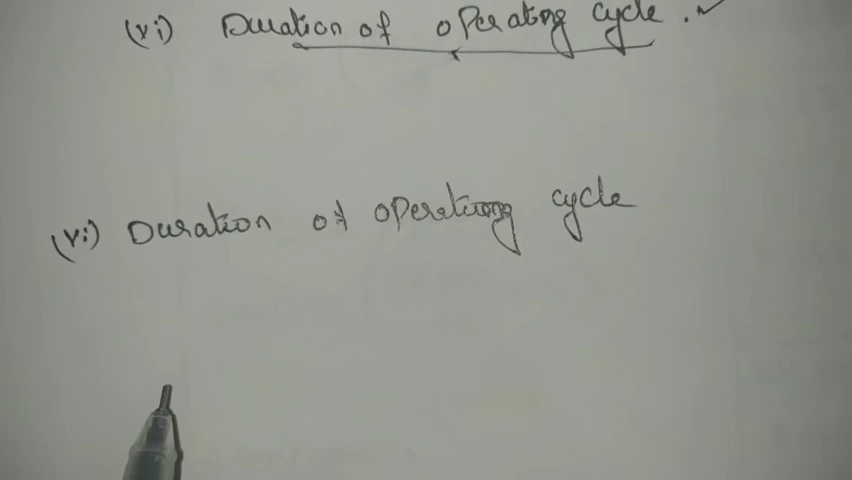 (vi) Duration of operating cycle.
(vi) Duration of operating cycle